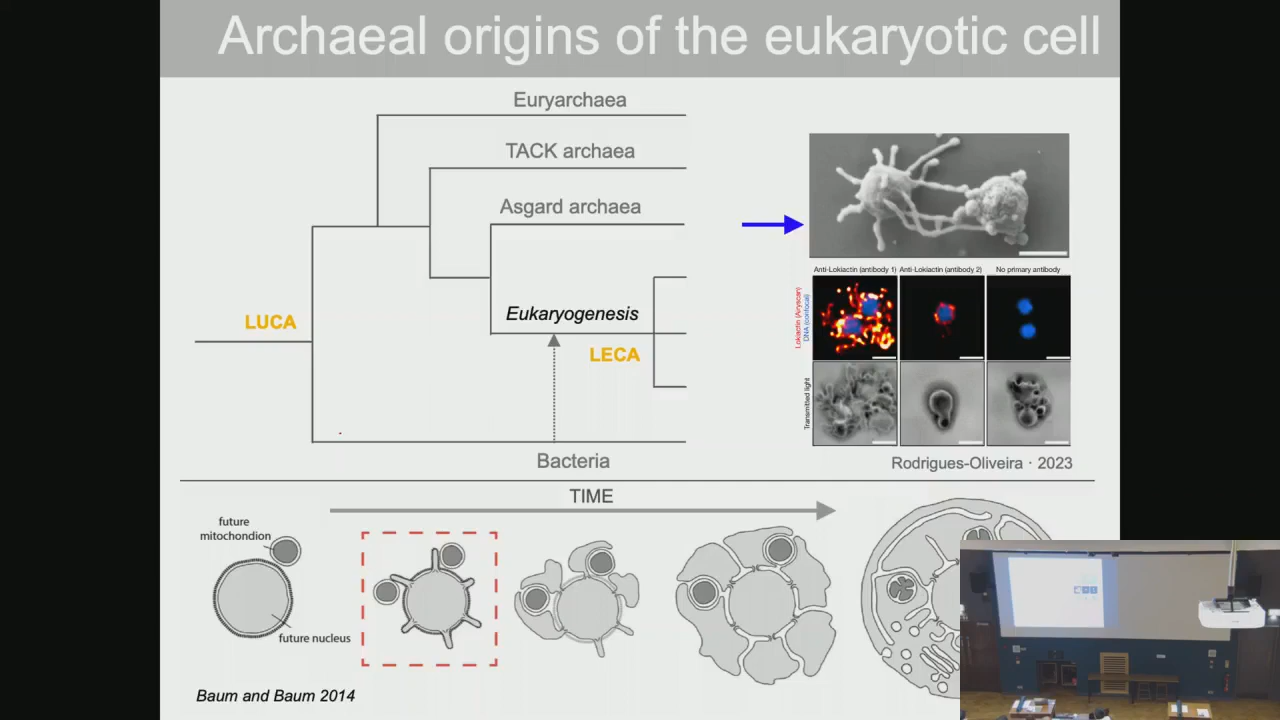 Archaeal origins of the eukaryotic cell
Euryarchaea
TACK archaea
Asgard archaea
Eukaryogenesis
LUCA
LECA
Bacteria
Anti-Lokiactin (antibody 1)
Anti-Lokiactin (antibody 2)
No primary antibody
Lokiactin (Airyscan)
DNA (confocal)
Transmitted light
Rodrigues-Oliveira · 2023
TIME
future
mitochondrion
future nucleus
Baum and Baum 2014